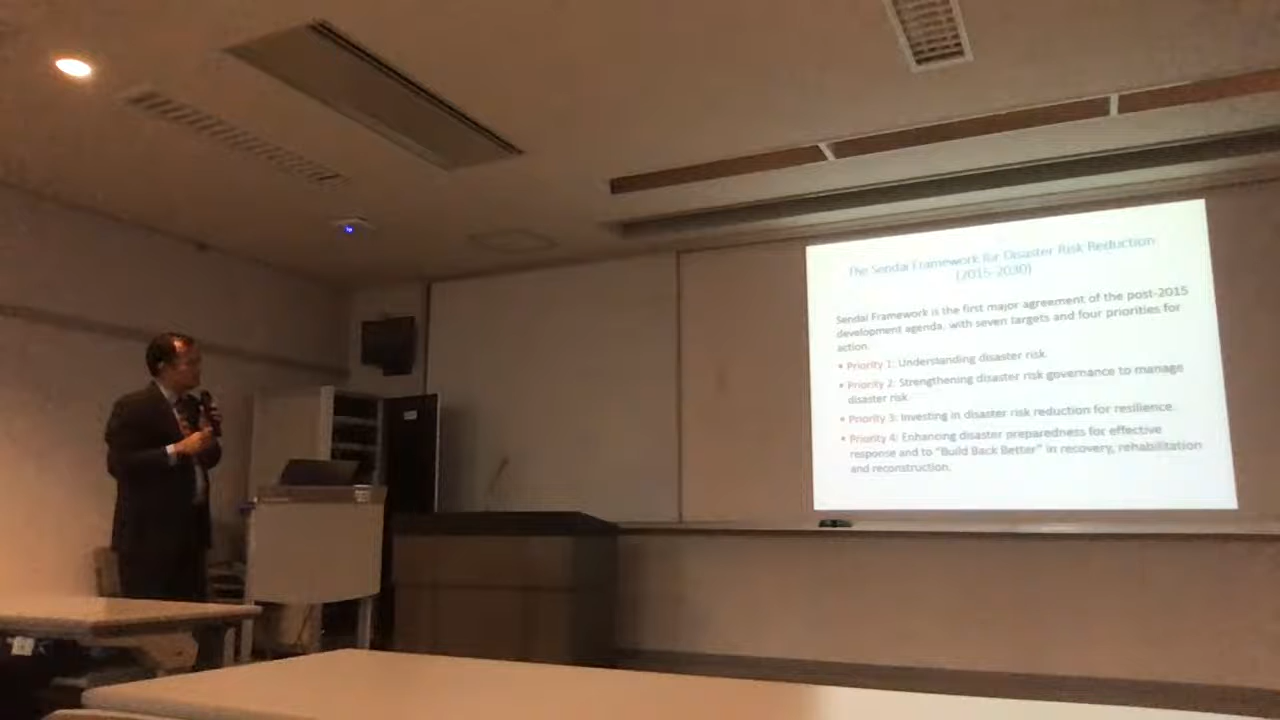 The Sendai Framework for Disaster Risk Reduction
(2015-2030)
Sendai Framework is the first major agreement of the post-2015
development agenda, with seven targets and four priorities for
action.
• Priority 1: Understanding disaster risk.
• Priority 2: Strengthening disaster risk governance to manage
disaster risk.
• Priority 3: Investing in disaster risk reduction for resilience.
• Priority 4: Enhancing disaster preparedness for effective
response and to "Build Back Better" in recovery, rehabilitation
and reconstruction.